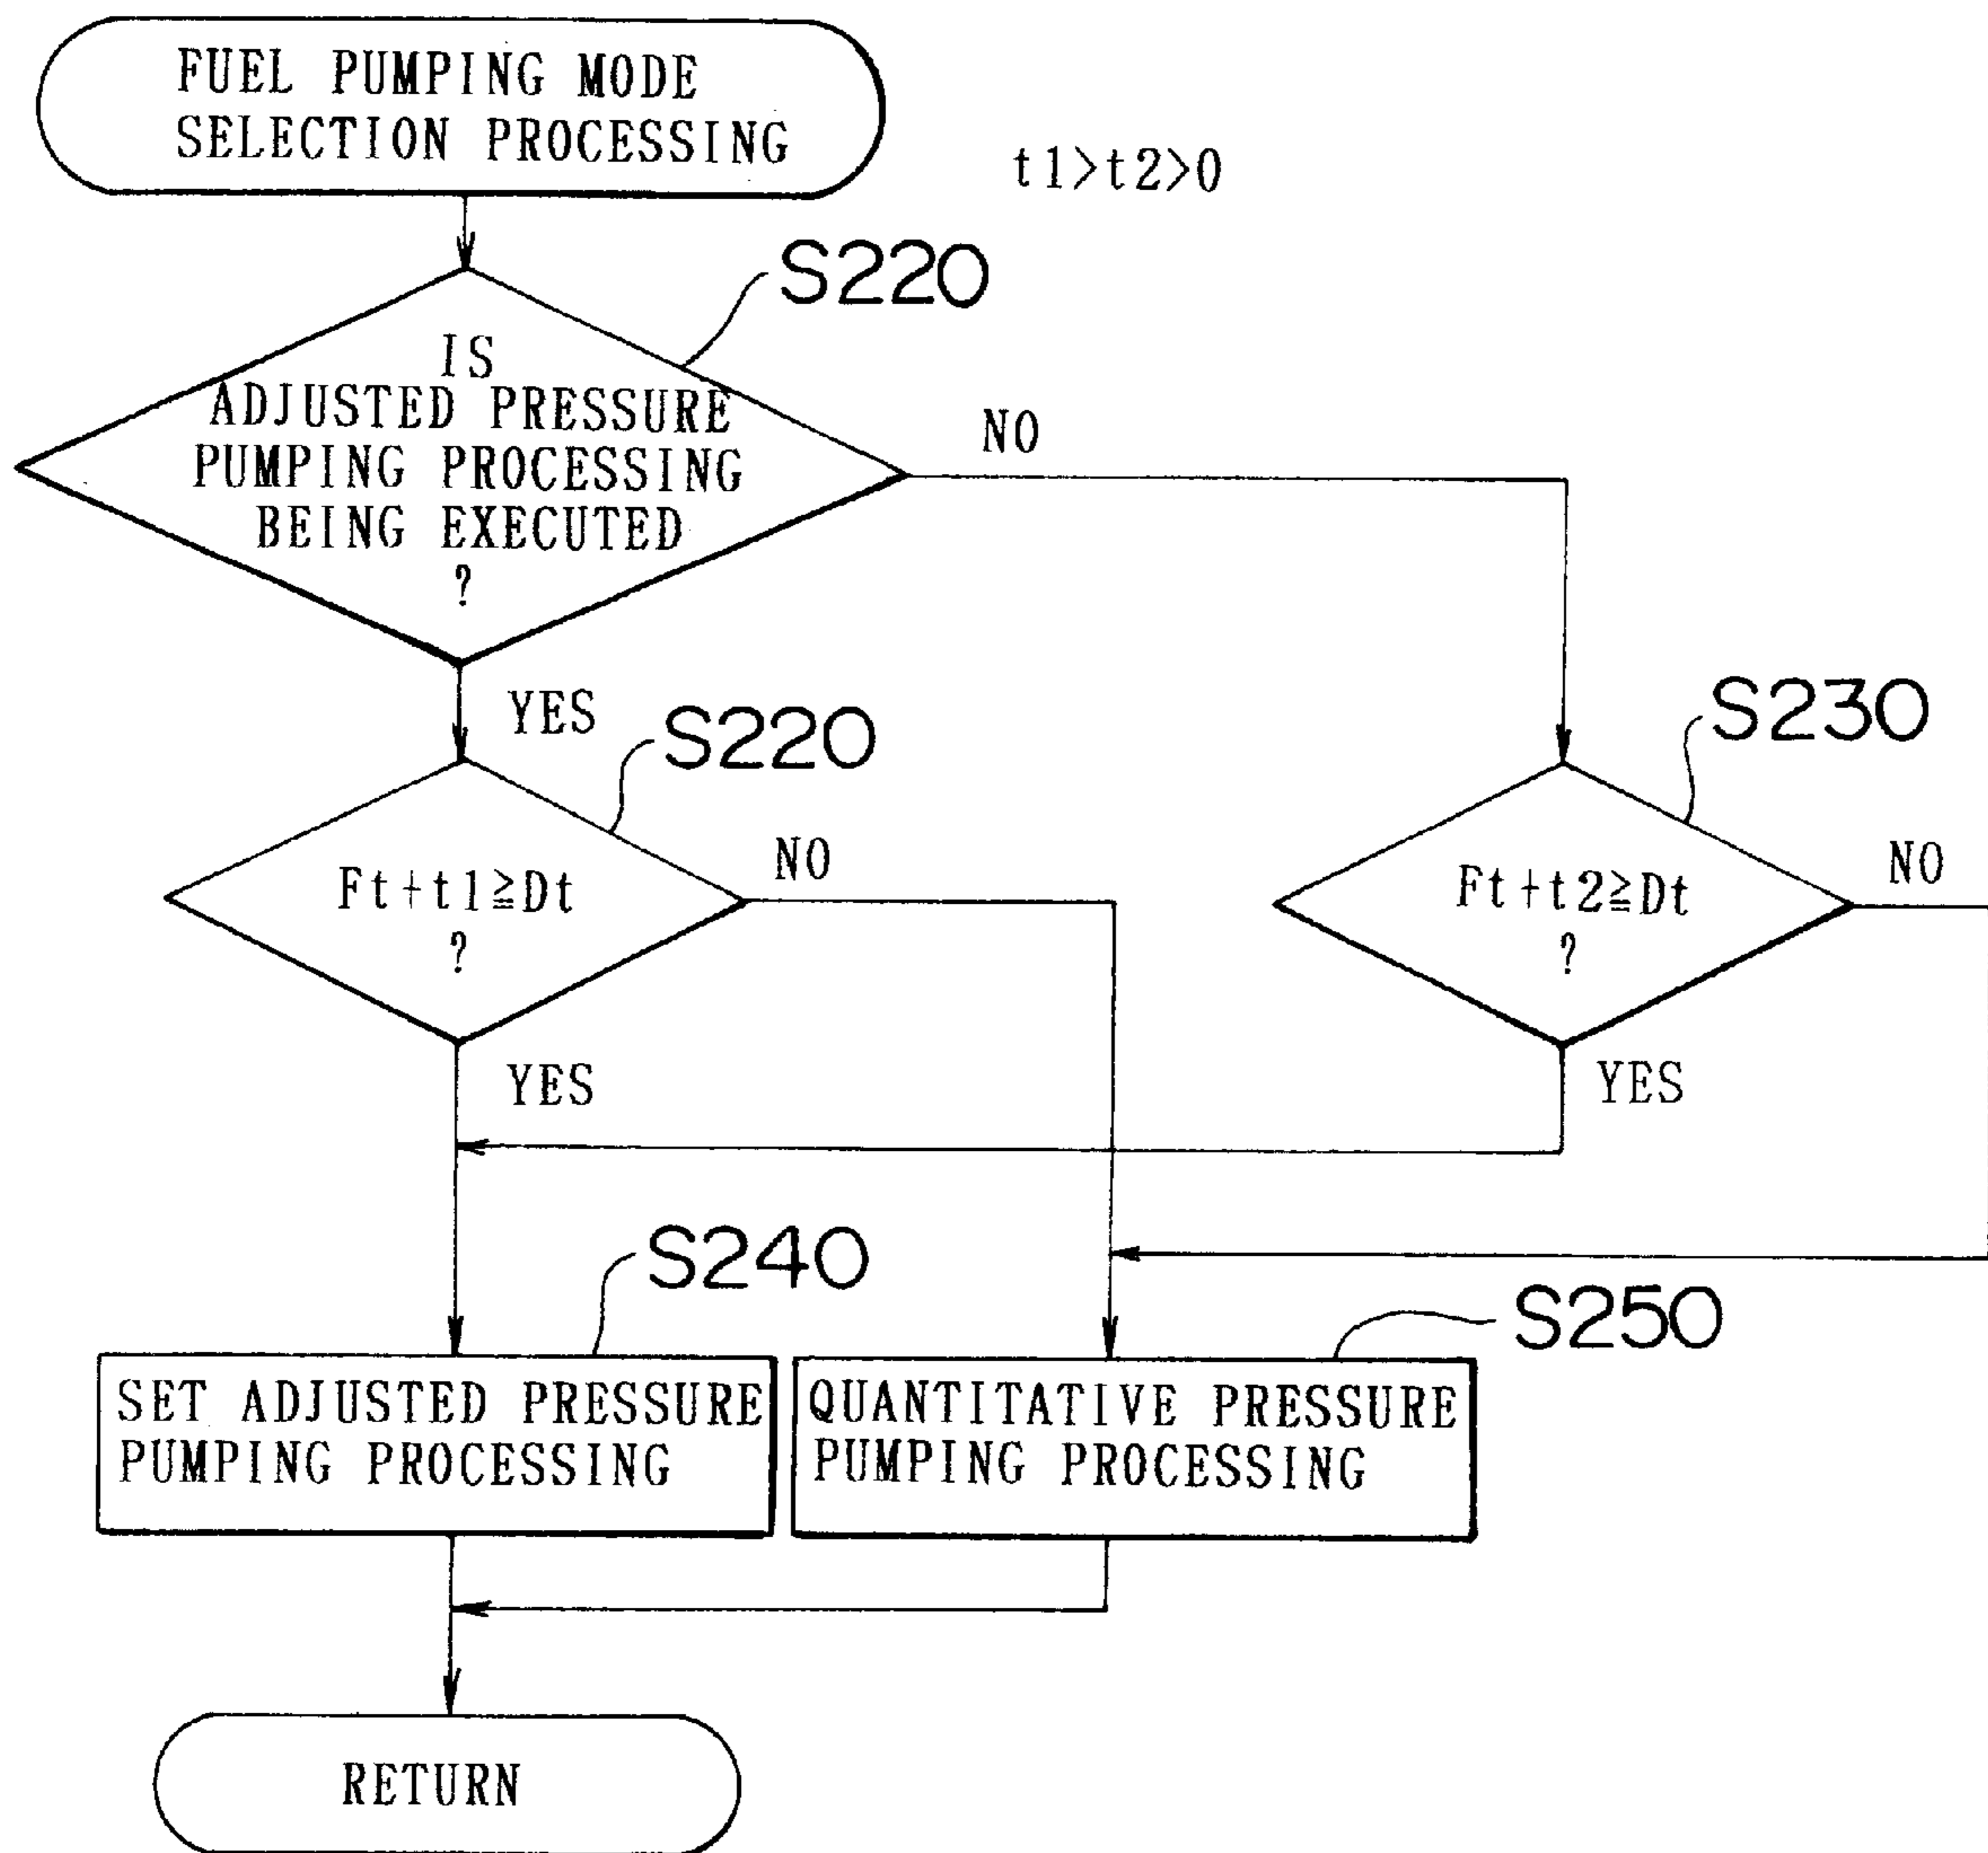 FUEL PUMPING MODE
SELECTION PROCESSING
t1>t2>0
S220
IS
ADJUSTED PRESSURE
PUMPING PROCESSING
BEING EXECUTED
?
NO
YES
S220
S230
Ft+t1≧Dt
?
NO
Ft+t2≧Dt
?
NO
YES
YES
S240
S250
SET ADJUSTED PRESSURE
PUMPING PROCESSING
QUANTITATIVE PRESSURE
PUMPING PROCESSING
RETURN